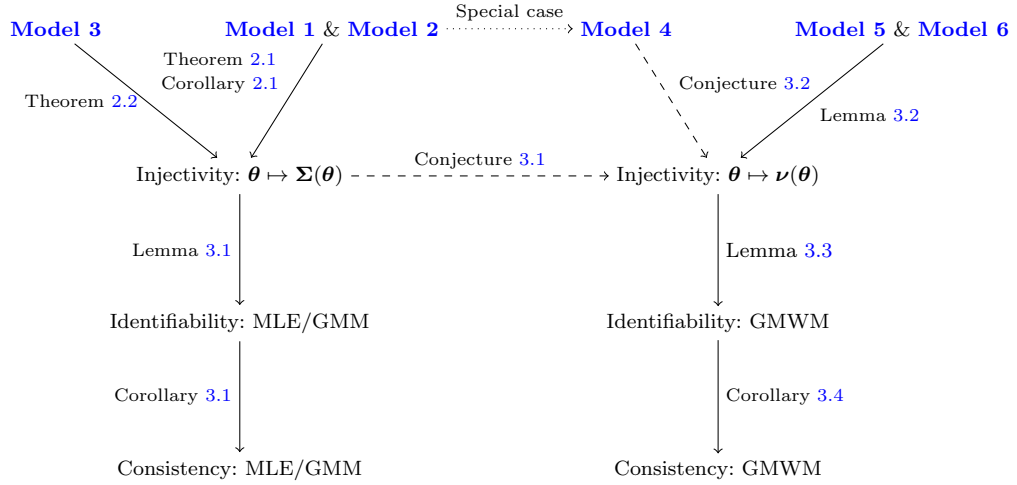 Special case
Model 3
Model 1 & Model 2
Model 4
Model 5 & Model 6
Theorem 2.1
Corollary 2.1
Theorem 2.2
Conjecture 3.2
Lemma 3.2
Conjecture 3.1
Injectivity: θ ↦ Σ(θ)
Injectivity: θ ↦ ν(θ)
Lemma 3.1
Lemma 3.3
Identifiability: MLE/GMM
Identifiability: GMWM
Corollary 3.1
Corollary 3.4
Consistency: MLE/GMM
Consistency: GMWM